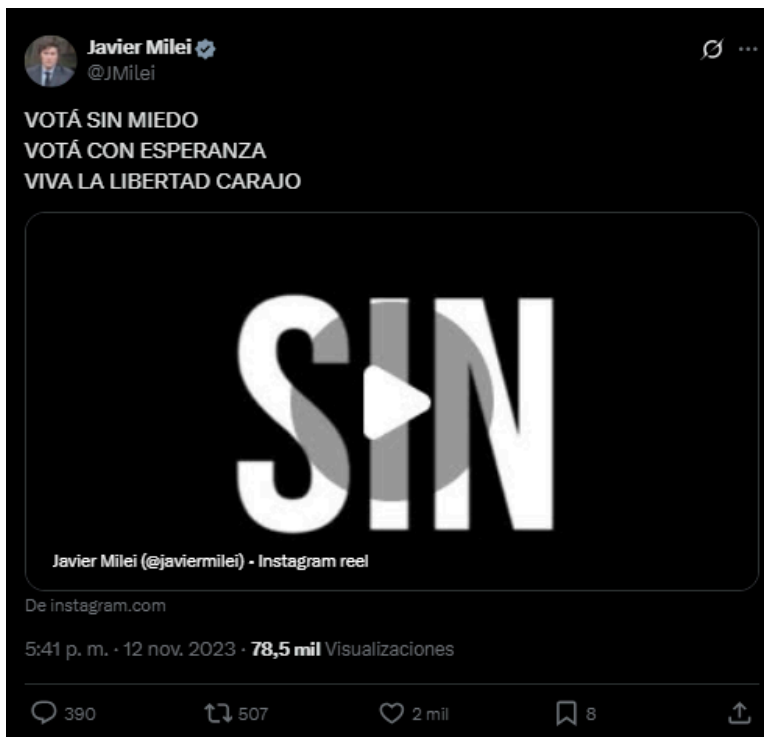 Javier Milei
@JMilei
VOTÁ SIN MIEDO
VOTÁ CON ESPERANZA
VIVA LA LIBERTAD CARAJO
SIN
Javier Milei (@javiermilei) • Instagram reel
De instagram.com
5:41 p. m. · 12 nov. 2023 · 78,5 mil Visualizaciones
390 507 2 mil 8